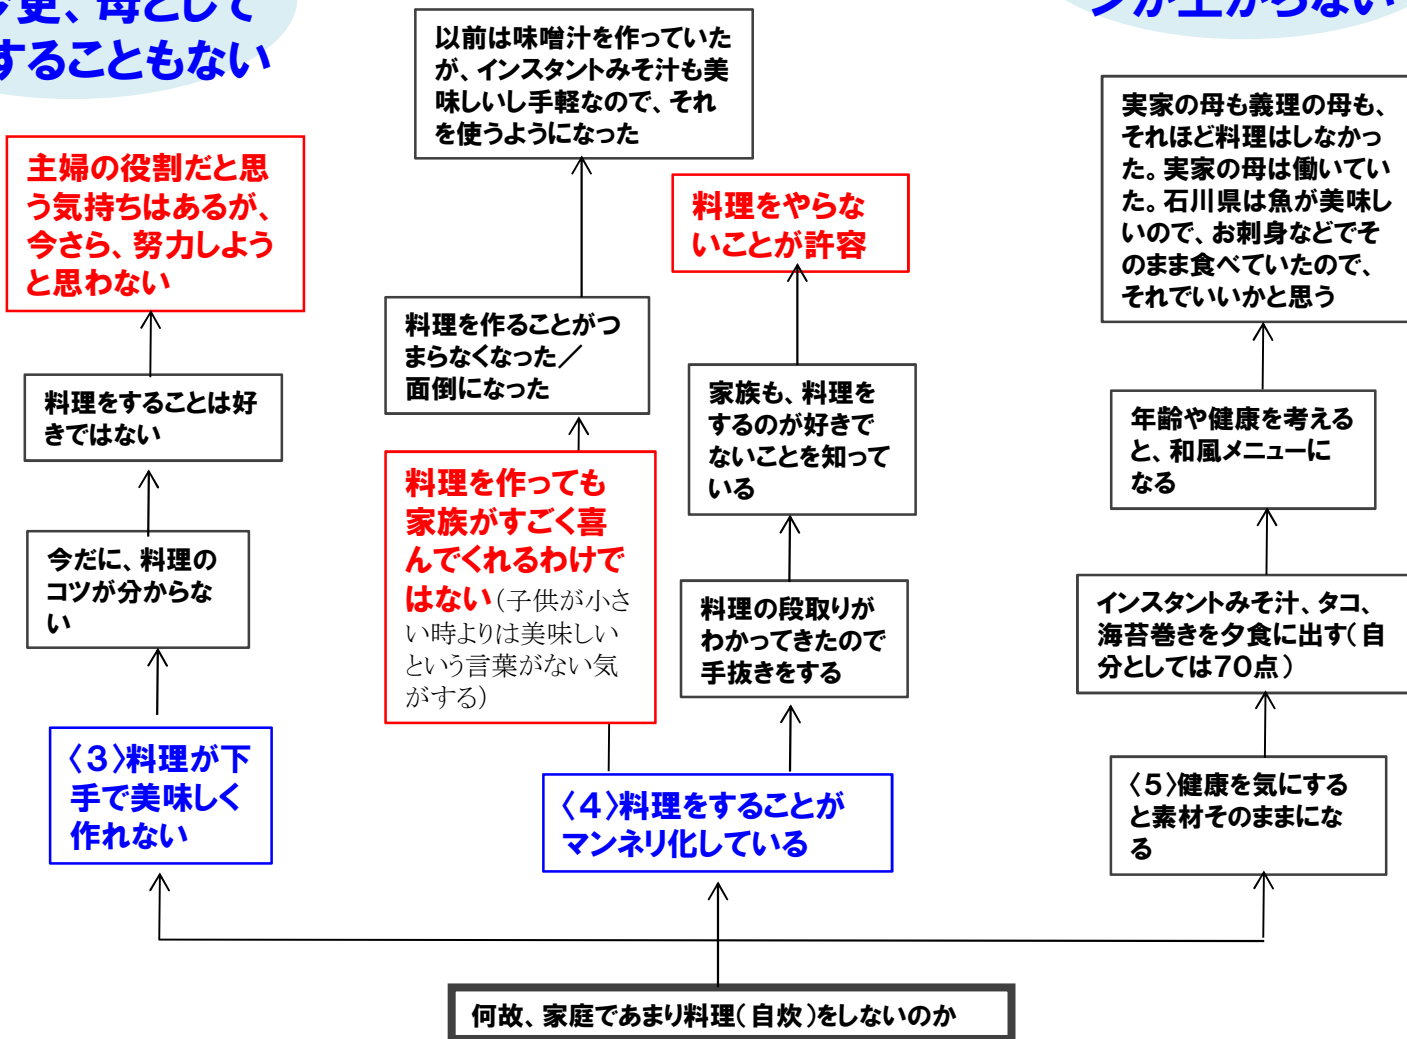 今更、母として
することもない
ンが上がらない
以前は味噌汁を作っていた
が、インスタントみそ汁も美
味しいし手軽なので、それ
を使うようになった
実家の母も義理の母も、
それほど料理はしなかっ
た。実家の母は働いてい
た。石川県は魚が美味し
いので、お刺身などでそ
のまま食べていたので、
それでいいかと思う
主婦の役割だと思
う気持ちはあるが、
今さら、努力しよう
と思わない
料理をやらな
いことが許容
料理を作ることがつ
まらなくなった／
面倒になった
料理をすることは好
きではない
家族も、料理を
するのが好きで
ないことを知って
いる
年齢や健康を考える
と、和風メニューに
なる
料理を作っても
家族がすごく喜
んでくれるわけで
はない（子供が小さ
い時よりは美味しい
という言葉がない気
がする）
今だに、料理の
コツが分からな
い
料理の段取りが
わかってきたので
手抜きをする
インスタントみそ汁、タコ、
海苔巻きを夕食に出す（自
分としては70点）
〈3〉料理が下
手で美味しく
作れない
〈4〉料理をすることが
マンネリ化している
〈5〉健康を気にする
と素材そのままにな
る
何故、家庭であまり料理（自炊）をしないのか